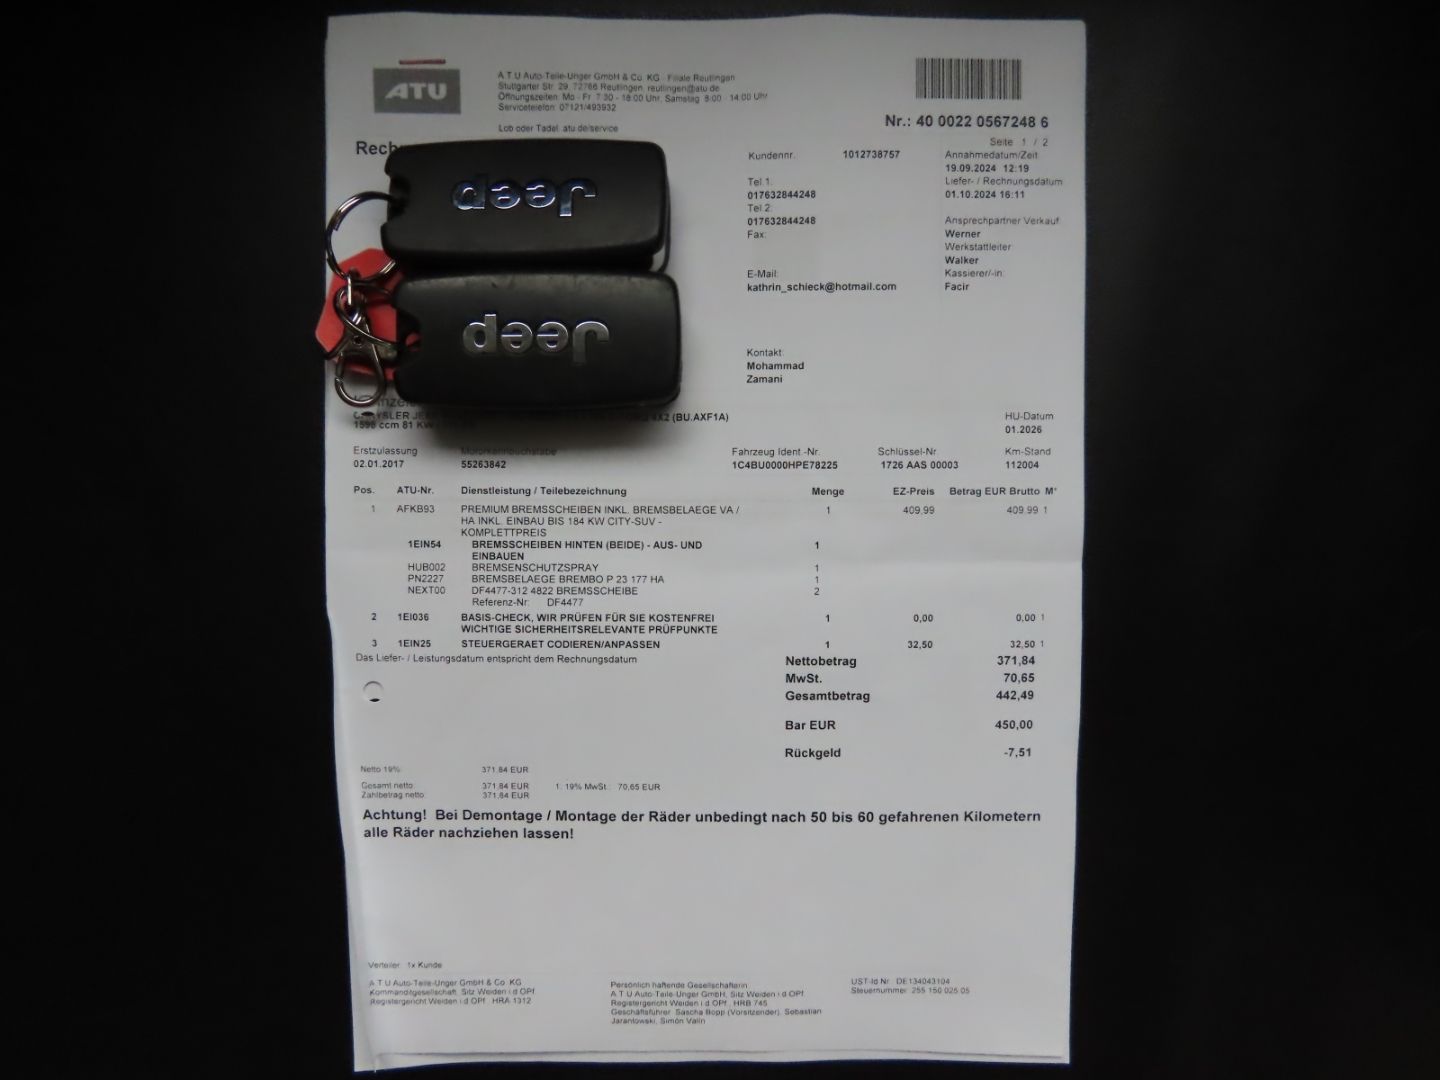 ATU
A.T.U Auto-Teile-Unger GmbH & Co. KG - Filiale Reutlingen
Stuttgarter Str. 29, 72766 Reutlingen, reutlingen@atu.de
Öffnungszeiten: Mo - Fr: 7:30 - 18:00 Uhr, Samstag: 8:00 - 14:00 Uhr
Servicetelefon: 07121/493932
Lob oder Tadel: atu.de/service
Nr.: 40 0022 0567248 6
Seite 1 / 2
Rech
Kundennr. 1012738757
Annahmedatum/Zeit
19.09.2024 12:19
Tel.1:
017632844248
Liefer- / Rechnungsdatum
01.10.2024 16:11
Tel.2:
017632844248
Fax:
Ansprechpartner Verkauf
Werner
Werkstattleiter
Walker
Kassierer/-in:
Facir
E-Mail:
kathrin_schieck@hotmail.com
Jeep
Jeep
Kontakt:
Mohammad
Zamani
SLER JEEP 4X2 (BU.AXF1A)
1598 ccm 81 KW
HU-Datum
01.2026
Erstzulassung
02.01.2017
55263842
Fahrzeug Ident.-Nr.
1C4BU0000HPE78225
Schlüssel-Nr
1726 AAS 00003
Km-Stand
112004
Pos. ATU-Nr. Dienstleistung / Teilebezeichnung Menge EZ-Preis Betrag EUR Brutto M*
1 AFKB93 PREMIUM BREMSSCHEIBEN INKL. BREMSBELAEGE VA / 1 409,99 409,99 1
HA INKL. EINBAU BIS 184 KW CITY-SUV -
KOMPLETTPREIS
1EIN54 BREMSSCHEIBEN HINTEN (BEIDE) - AUS- UND 1
EINBAUEN
HUB002 BREMSENSCHUTZSPRAY 1
PN2227 BREMSBELAEGE BREMBO P 23 177 HA 1
NEXT00 DF4477-312 4822 BREMSSCHEIBE 2
Referenz-Nr: DF4477
2 1EI036 BASIS-CHECK, WIR PRÜFEN FÜR SIE KOSTENFREI 1 0,00 0,00 1
WICHTIGE SICHERHEITSRELEVANTE PRÜFPUNKTE
3 1EIN25 STEUERGERAET CODIEREN/ANPASSEN 1 32,50 32,50 1
Das Liefer- / Leistungsdatum entspricht dem Rechnungsdatum
Nettobetrag 371,84
MwSt. 70,65
Gesamtbetrag 442,49
Bar EUR 450,00
Rückgeld -7,51
Netto 19%: 371,84 EUR
Gesamt netto: 371,84 EUR 1: 19% MwSt.: 70,65 EUR
Zahlbetrag netto: 371,84 EUR
Achtung! Bei Demontage / Montage der Räder unbedingt nach 50 bis 60 gefahrenen Kilometern
alle Räder nachziehen lassen!
Verteiler: 1x Kunde
A.T.U Auto-Teile-Unger GmbH & Co. KG
Kommanditgesellschaft, Sitz Weiden i.d.OPf.
Registergericht Weiden i.d.OPf., HRA 1312
Persönlich haftende Gesellschafterin:
A.T.U Auto-Teile-Unger GmbH, Sitz Weiden i.d.OPf.
Registergericht Weiden i.d.OPf., HRB 745
Geschäftsführer: Sascha Bopp (Vorsitzender), Sebastian
Jarantowski, Simon Valin
USt-Id Nr.: DE134043104
Steuernummer: 255 150 025 05